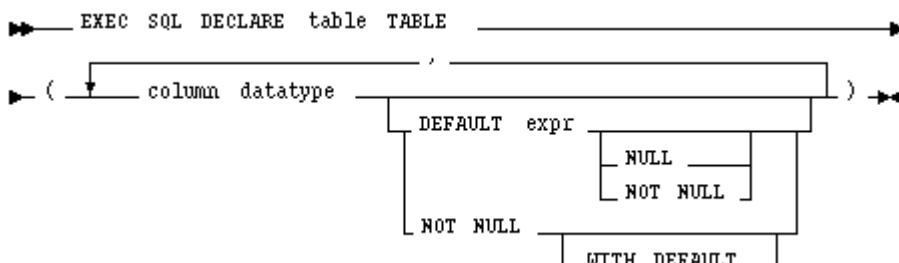 EXEC SQL DECLARE table TABLE
,
( column datatype )
DEFAULT expr
NULL
NOT NULL
NOT NULL
WITH DEFAULT